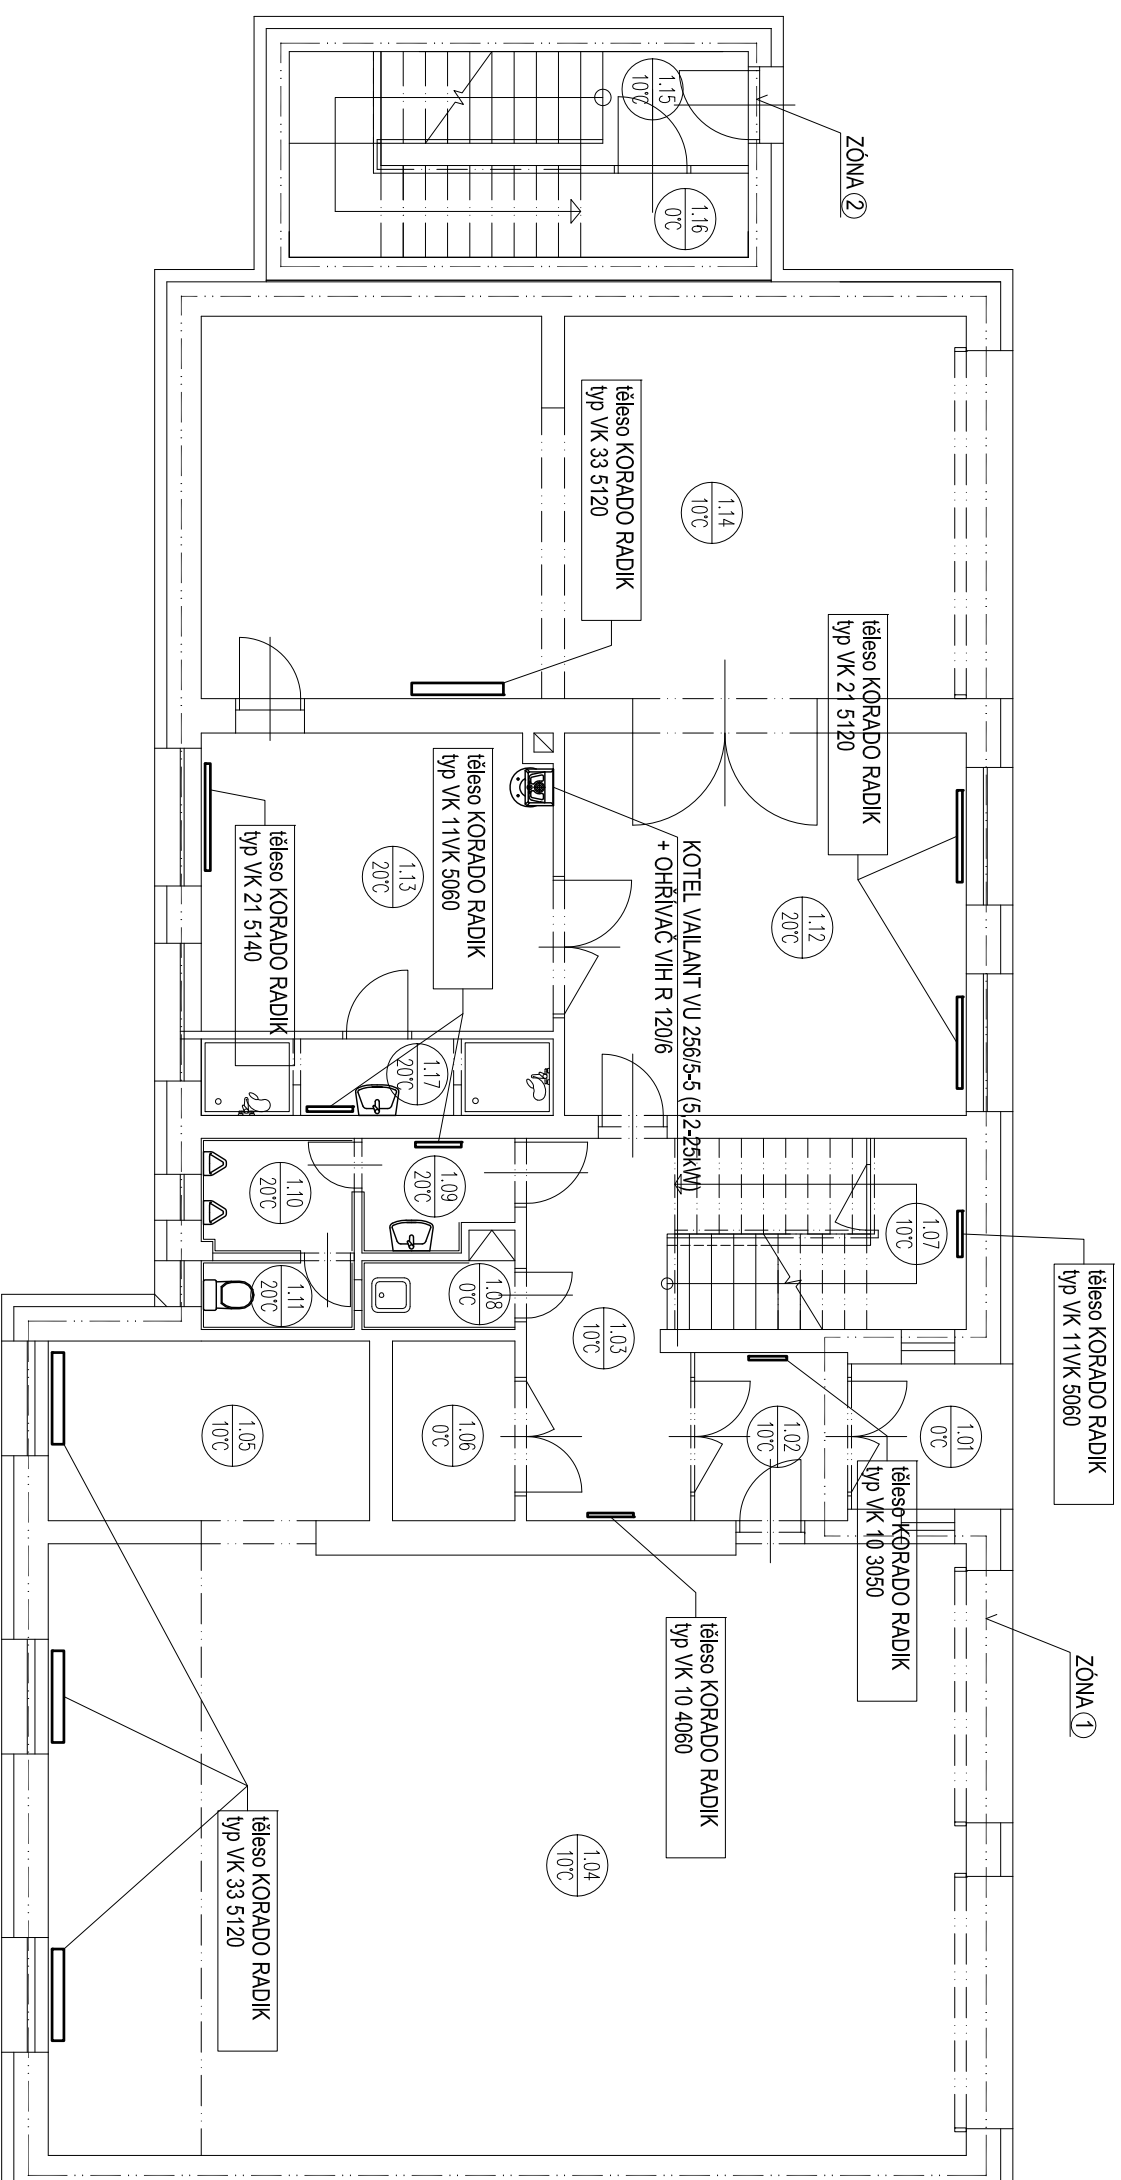 ZÓNA 2
1.15
10°C
1.16
0°C
těleso KORADO RADIK
typ VK 33 5120
1.14
10°C
těleso KORADO RADIK
typ VK 21 5120
těleso KORADO RADIK
typ VK 11VK 5060
těleso KORADO RADIK
typ VK 21 5140
1.13
20°C
1.12
20°C
KOTEL VAILANT VU 256/5-5 (5,2-25kW)
+ OHŘÍVAČ VIH R 120/6
1.17
20°C
1.09
20°C
1.10
20°C
1.07
10°C
1.11
20°C
1.08
0°C
1.03
10°C
těleso KORADO RADIK
typ VK 11VK 5060
1.05
10°C
1.06
0°C
1.02
10°C
1.01
0°C
těleso KORADO RADIK
typ VK 10 3050
těleso KORADO RADIK
typ VK 10 4060
ZÓNA 1
těleso KORADO RADIK
typ VK 33 5120
1.04
10°C